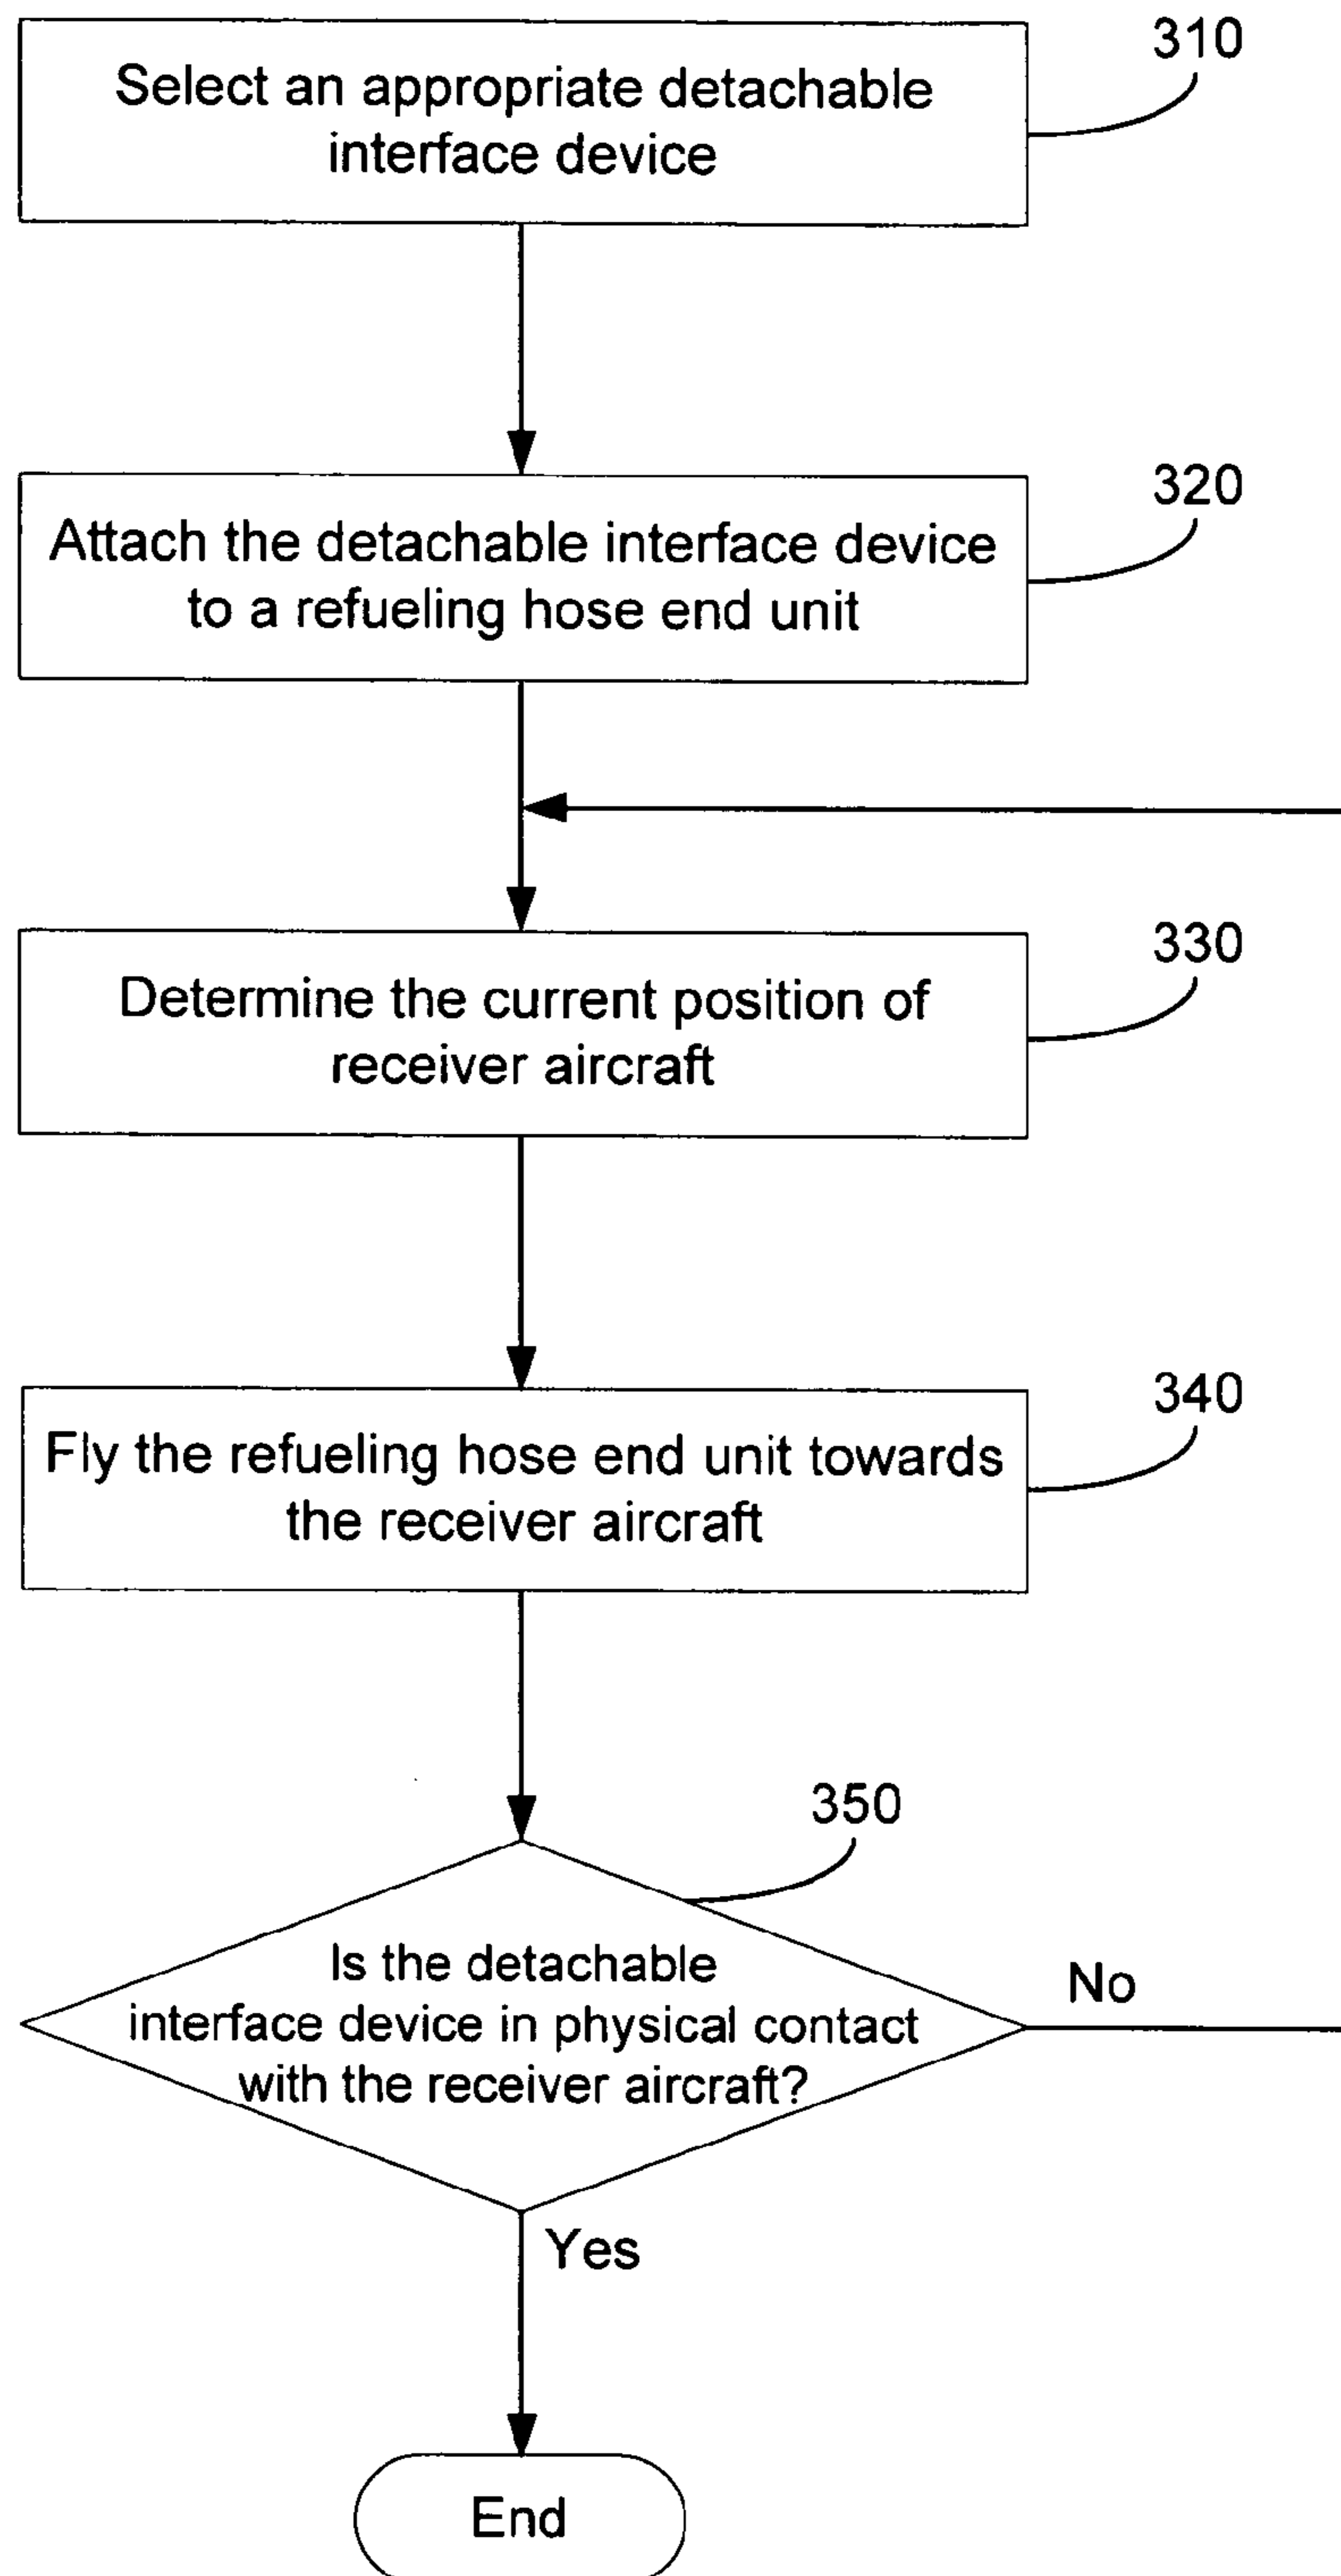 310
Select an appropriate detachable
interface device
320
Attach the detachable interface device
to a refueling hose end unit
330
Determine the current position of
receiver aircraft
340
Fly the refueling hose end unit towards
the receiver aircraft
350
Is the detachable
interface device in physical contact
with the receiver aircraft?
No
Yes
End